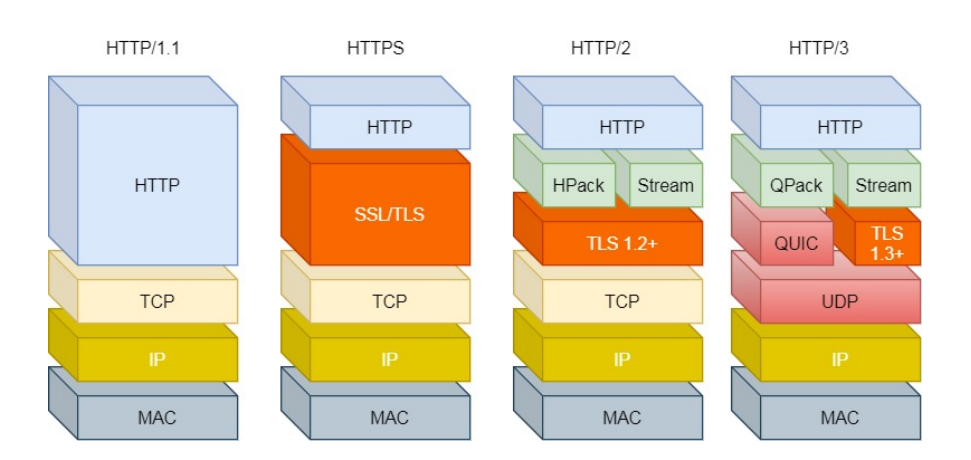 HTTP/1.1
HTTP
TCP
IP
MAC
HTTPS
HTTP
SSL/TLS
TCP
IP
MAC
HTTP/2
HTTP
HPack
Stream
TLS 1.2+
TCP
IP
MAC
HTTP/3
HTTP
QPack
Stream
QUIC
TLS
1.3+
UDP
IP
MAC